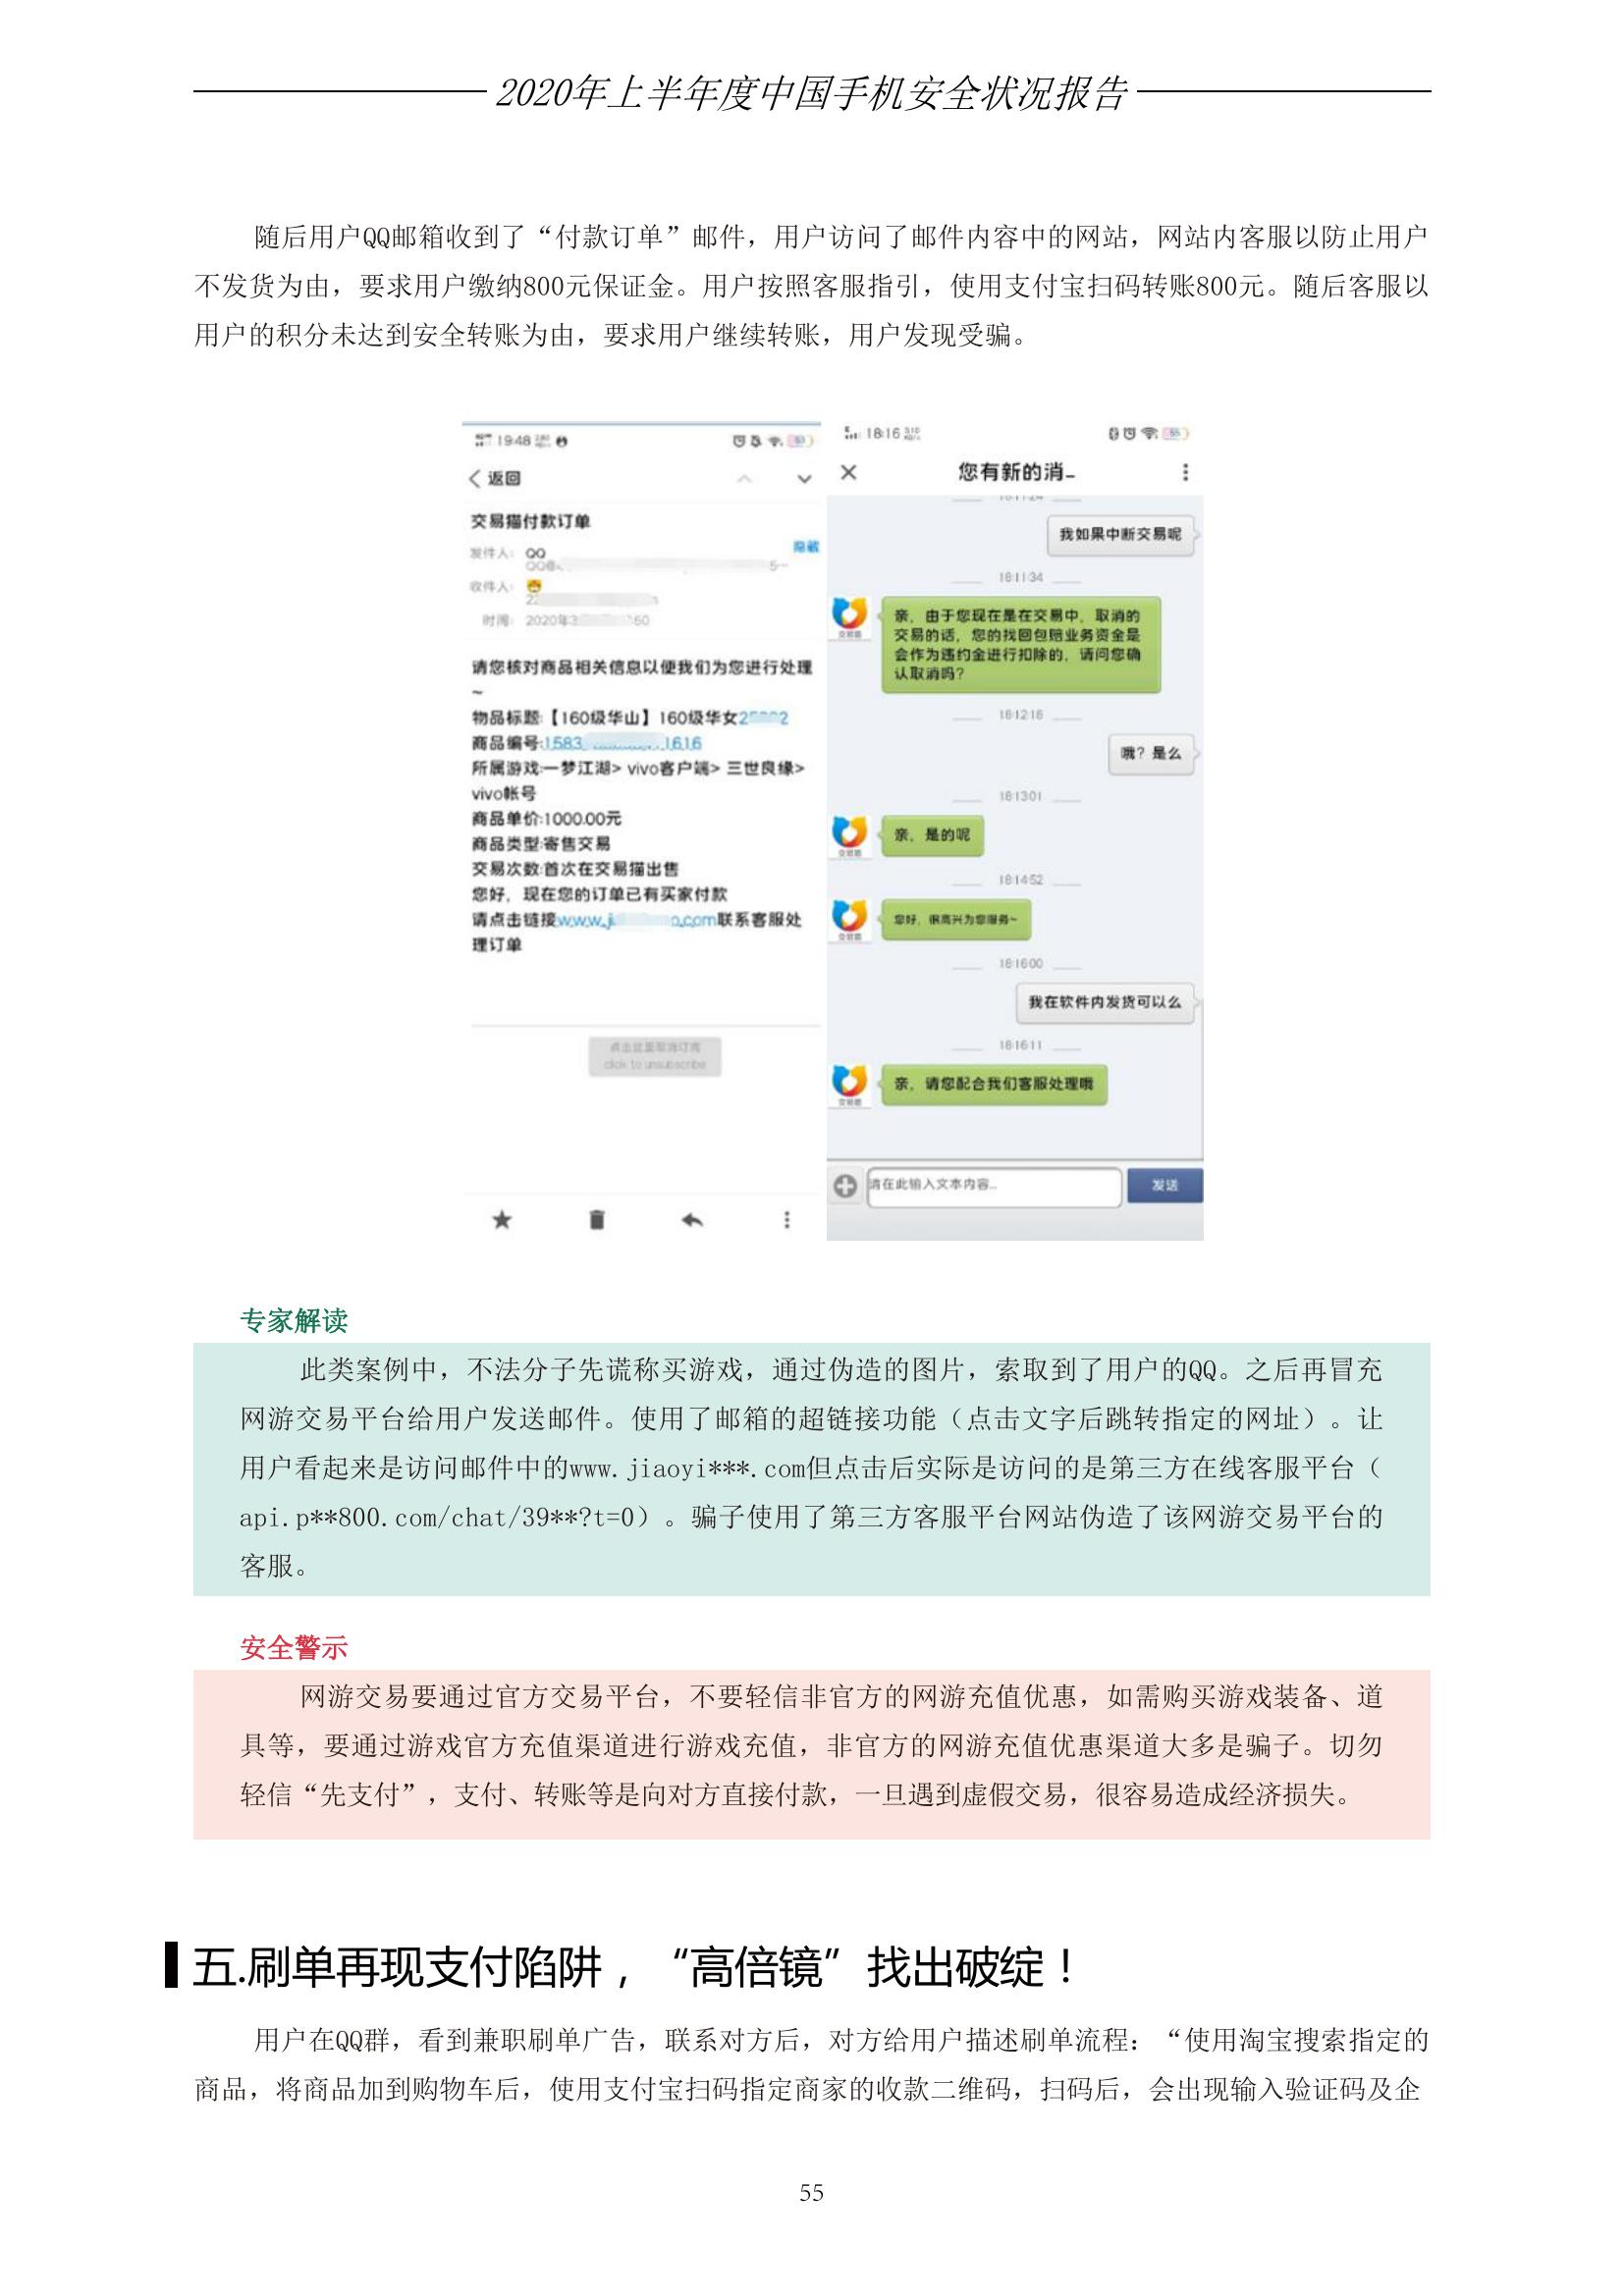 2020年上半年度中国手机安全状况报告
随后用户QQ邮箱收到了“付款订单”邮件，用户访问了邮件内容中的网站，网站内客服以防止用户
不发货为由，要求用户缴纳800元保证金。用户按照客服指引，使用支付宝扫码转账800元。随后客服以
用户的积分未达到安全转账为由，要求用户继续转账，用户发现受骗。
19:48
返回
交易猫付款订单
发件人： QQ
隐藏
收件人：
时间：
请您核对商品相关信息以便我们为您进行处理
~
物品标题:【160级华山】160级华女
商品编号:1583 1616
所属游戏:一梦江湖> vivo客户端> 三世良缘>
vivo帐号
商品单价:1000.00元
商品类型:寄售交易
交易次数:首次在交易猫出售
您好，现在您的订单已有买家付款
请点击链接www.j o.com联系客服处
理订单
点击这里取消订阅
click to unsubscribe
18:16
您有新的消...
我如果中断交易呢
18:11:34
亲，由于您现在是在交易中，取消的
交易的话，您的找回包赔业务资金是
会作为违约金进行扣除的，请问您确
认取消吗？
18:12:16
哦？是么
18:13:01
亲，是的呢
18:14:52
您好，很高兴为您服务~
18:16:00
我在软件内发货可以么
18:16:11
亲，请您配合我们客服处理哦
请在此输入文本内容...
发送
专家解读
此类案例中，不法分子先谎称买游戏，通过伪造的图片，索取到了用户的QQ。之后再冒充
网游交易平台给用户发送邮件。使用了邮箱的超链接功能（点击文字后跳转指定的网址）。让
用户看起来是访问邮件中的www.jiaoyi***.com但点击后实际是访问的是第三方在线客服平台（
api.p**800.com/chat/39**?t=0）。骗子使用了第三方客服平台网站伪造了该网游交易平台的
客服。
安全警示
网游交易要通过官方交易平台，不要轻信非官方的网游充值优惠，如需购买游戏装备、道
具等，要通过游戏官方充值渠道进行游戏充值，非官方的网游充值优惠渠道大多是骗子。切勿
轻信“先支付”，支付、转账等是向对方直接付款，一旦遇到虚假交易，很容易造成经济损失。
五.刷单再现支付陷阱，“高倍镜”找出破绽！
用户在QQ群，看到兼职刷单广告，联系对方后，对方给用户描述刷单流程：“使用淘宝搜索指定的
商品，将商品加到购物车后，使用支付宝扫码指定商家的收款二维码，扫码后，会出现输入验证码及企
55